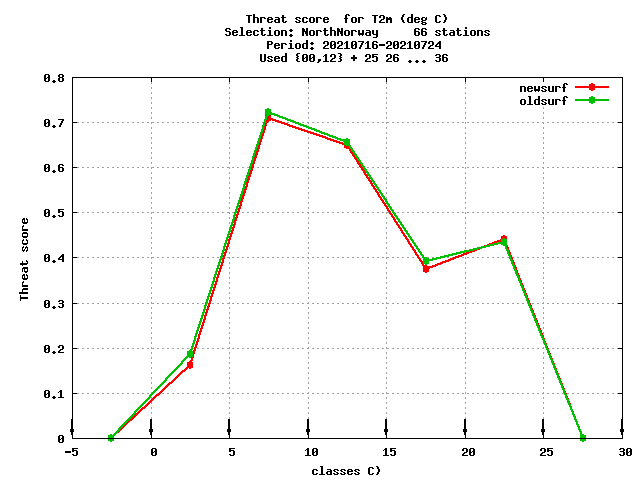 Threat score  for T2m (deg C)
Selection: NorthNorway     66 stations
Period: 20210716-20210724
Used {00,12} + 25 26 ... 36
newsurf
oldsurf
Threat score
0.8
0.7
0.6
0.5
0.4
0.3
0.2
0.1
0
-5 0 5 10 15 20 25 30
classes C)